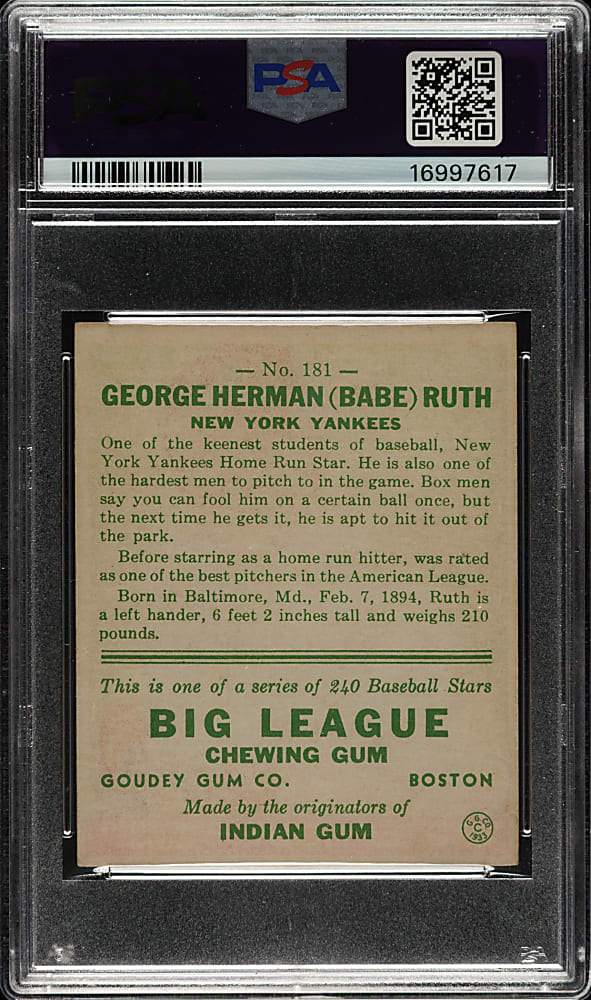 PSA
16997617
— No. 181 —
GEORGE HERMAN (BABE) RUTH
NEW YORK YANKEES
One of the keenest students of baseball, New
York Yankees Home Run Star. He is also one of
the hardest men to pitch to in the game. Box men
say you can fool him on a certain ball once, but
the next time he gets it, he is apt to hit it out of
the park.
Before starring as a home run hitter, was rated
as one of the best pitchers in the American League.
Born in Baltimore, Md., Feb. 7, 1894, Ruth is
a left hander, 6 feet 2 inches tall and weighs 210
pounds.
This is one of a series of 240 Baseball Stars
BIG LEAGUE
CHEWING GUM
GOUDEY GUM CO. BOSTON
Made by the originators of
INDIAN GUM
G.G.CO.
C
1933